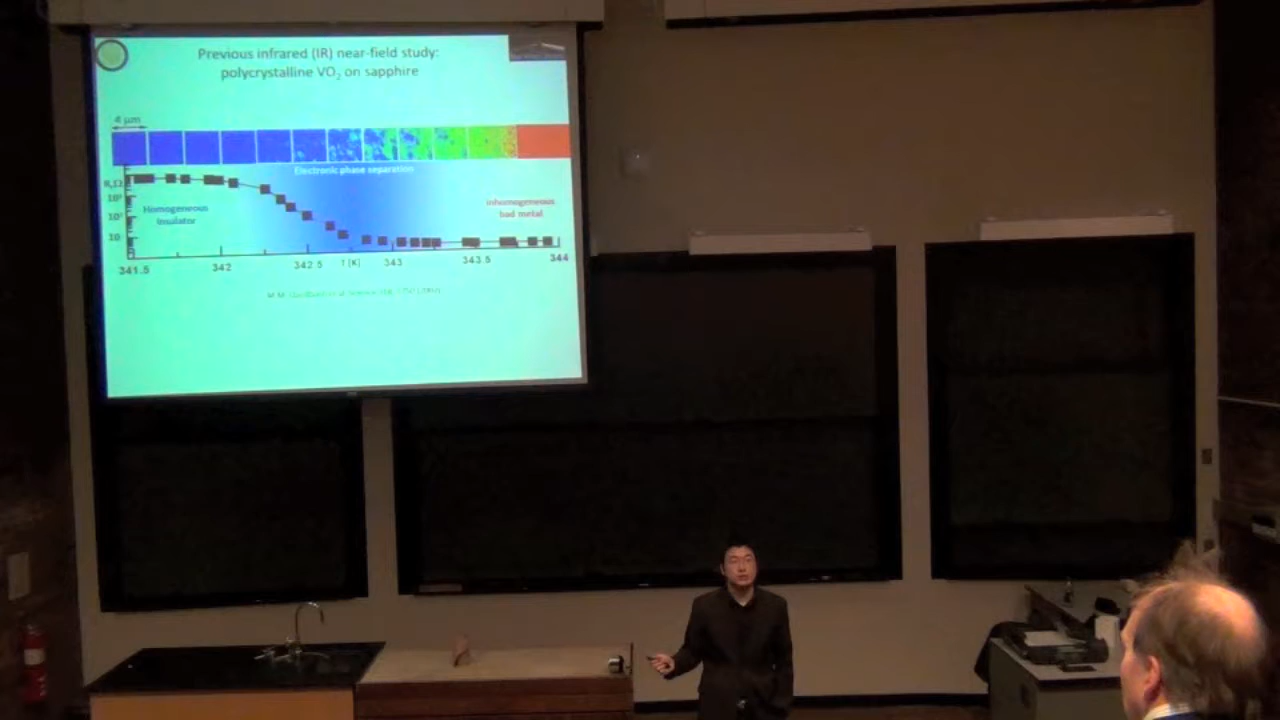 Previous infrared (IR) near-field study:
polycrystalline VO2 on sapphire
4 μm
Electronic phase separation
R,Ω
Homogeneous
Insulator
inhomogeneous
bad metal
10
341.5 342 342.5 T [K] 343 343.5 344